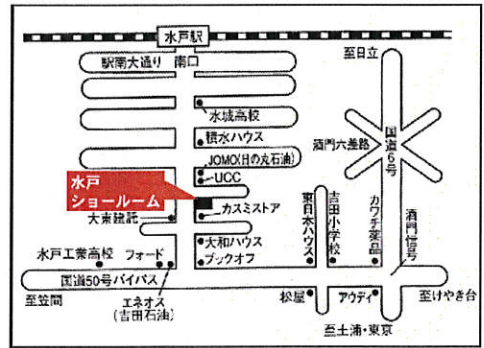 水戸駅
駅南大通り 南口
至日立
水城高校
積水ハウス
酒門六差路
国道6号
JOMO(日の丸石油)
UCC
水戸
ショールーム
カスミストア
大東建託
東日本ハウス
吉田小学校
カワチ薬品
酒門信号
大和ハウス
水戸工業高校
フォード
ブックオフ
国道50号バイパス
至笠間
エネオス
(吉田石油)
松屋
アウディ
至けやき台
至土浦・東京